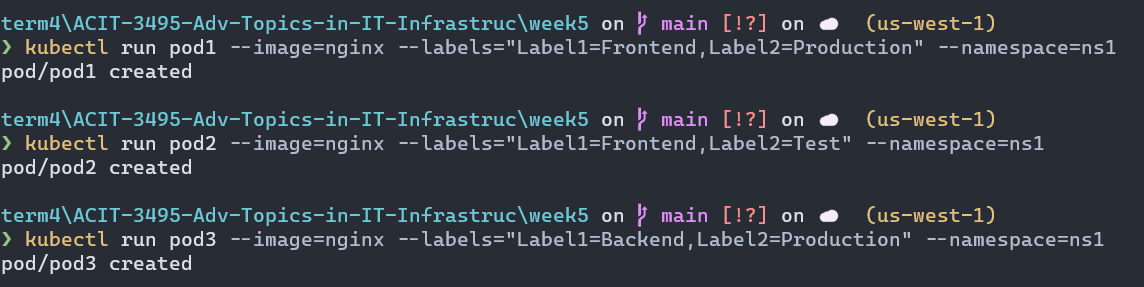 term4\ACIT-3495-Adv-Topics-in-IT-Infrastruc\week5 on main [!?] on (us-west-1)
❯ kubectl run pod1 --image=nginx --labels="Label1=Frontend,Label2=Production" --namespace=ns1
pod/pod1 created
term4\ACIT-3495-Adv-Topics-in-IT-Infrastruc\week5 on main [!?] on (us-west-1)
❯ kubectl run pod2 --image=nginx --labels="Label1=Frontend,Label2=Test" --namespace=ns1
pod/pod2 created
term4\ACIT-3495-Adv-Topics-in-IT-Infrastruc\week5 on main [!?] on (us-west-1)
❯ kubectl run pod3 --image=nginx --labels="Label1=Backend,Label2=Production" --namespace=ns1
pod/pod3 created